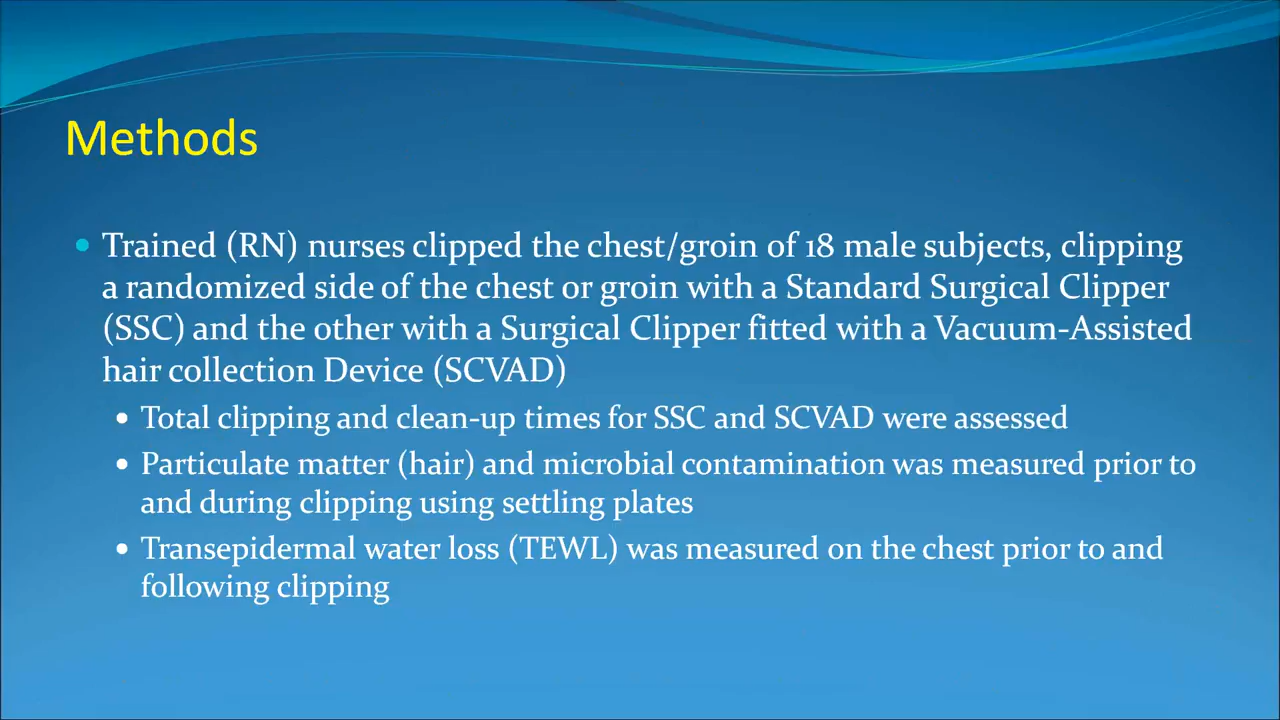 Methods
• Trained (RN) nurses clipped the chest/groin of 18 male subjects, clipping
a randomized side of the chest or groin with a Standard Surgical Clipper
(SSC) and the other with a Surgical Clipper fitted with a Vacuum-Assisted
hair collection Device (SCVAD)
• Total clipping and clean-up times for SSC and SCVAD were assessed
• Particulate matter (hair) and microbial contamination was measured prior to
and during clipping using settling plates
• Transepidermal water loss (TEWL) was measured on the chest prior to and
following clipping